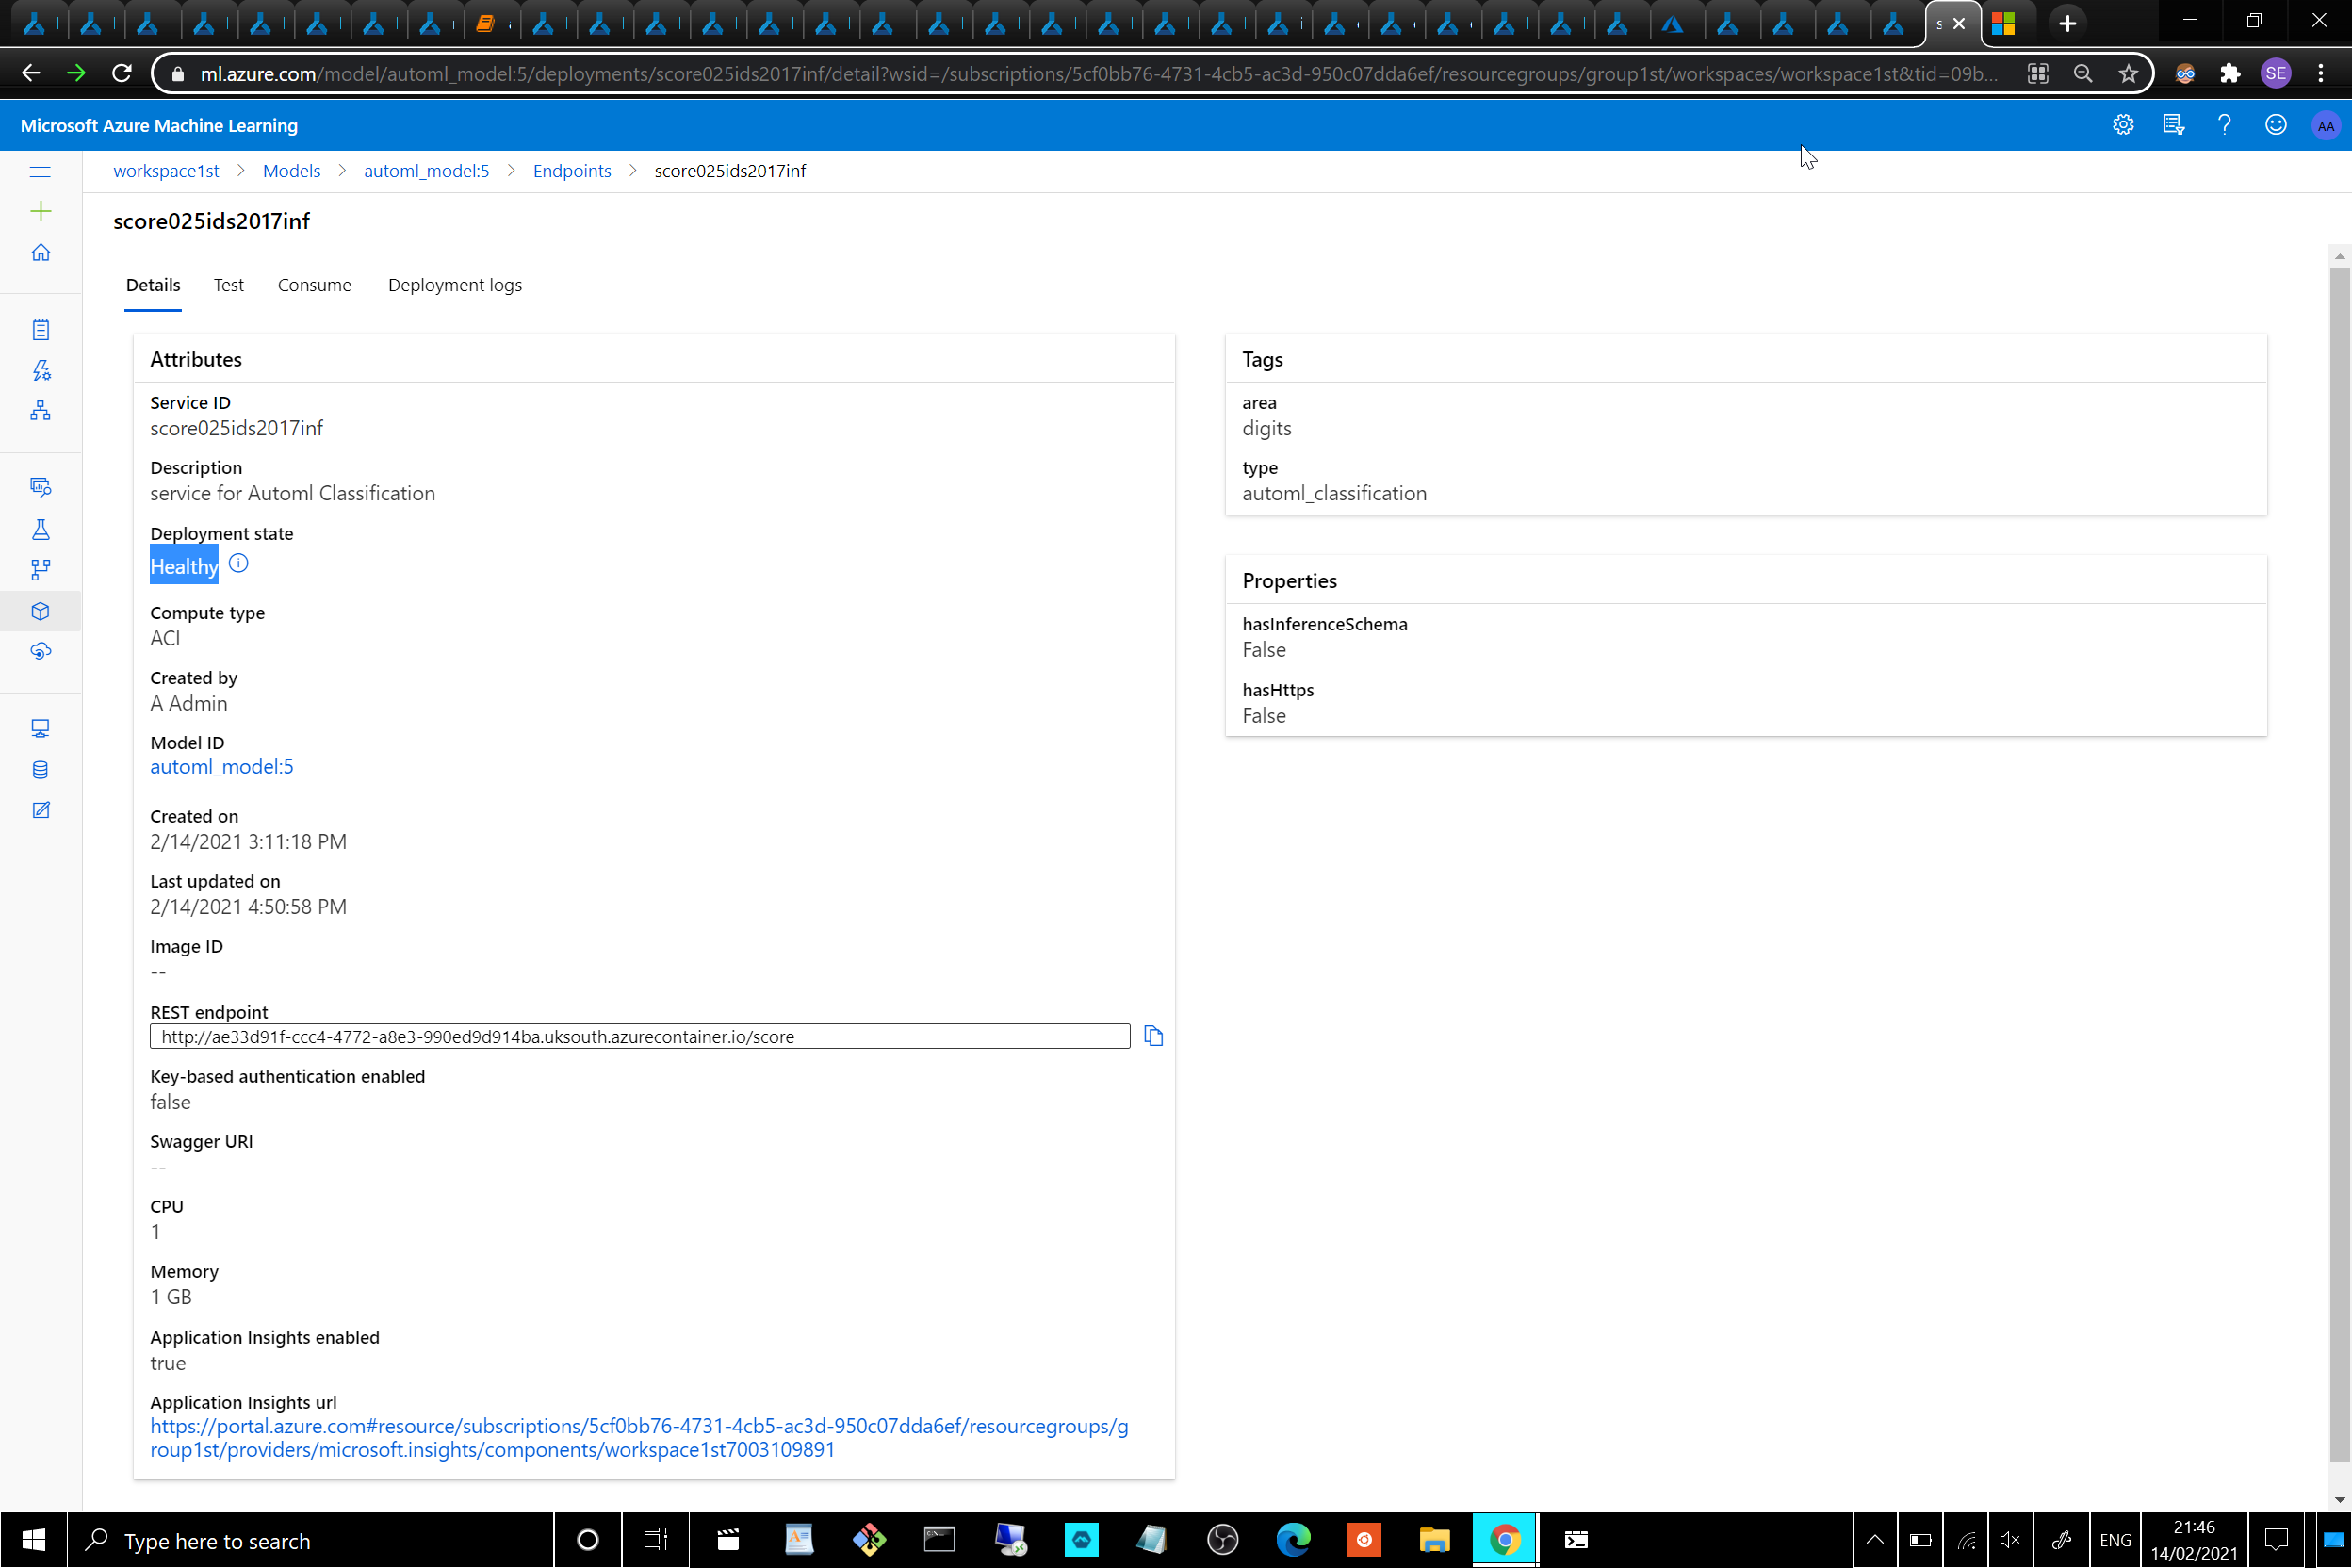 ml.azure.com/model/automl_model:5/deployments/score025ids2017inf/detail?wsid=/subscriptions/5cf0bb76-4731-4cb5-ac3d-950c07dda6ef/resourcegroups/group1st/workspaces/workspace1st&tid=09b...
SE
Microsoft Azure Machine Learning
AA
workspace1st > Models > automl_model:5 > Endpoints > score025ids2017inf
score025ids2017inf
Details Test Consume Deployment logs
Attributes
Service ID
score025ids2017inf
Description
service for Automl Classification
Deployment state
Healthy
Compute type
ACI
Created by
A Admin
Model ID
automl_model:5
Created on
2/14/2021 3:11:18 PM
Last updated on
2/14/2021 4:50:58 PM
Image ID
--
REST endpoint
http://ae33d91f-ccc4-4772-a8e3-990ed9d914ba.uksouth.azurecontainer.io/score
Key-based authentication enabled
false
Swagger URI
--
CPU
1
Memory
1 GB
Application Insights enabled
true
Application Insights url
https://portal.azure.com#resource/subscriptions/5cf0bb76-4731-4cb5-ac3d-950c07dda6ef/resourcegroups/g
roup1st/providers/microsoft.insights/components/workspace1st7003109891
Tags
area
digits
type
automl_classification
Properties
hasInferenceSchema
False
hasHttps
False
Type here to search
ENG
21:46
14/02/2021